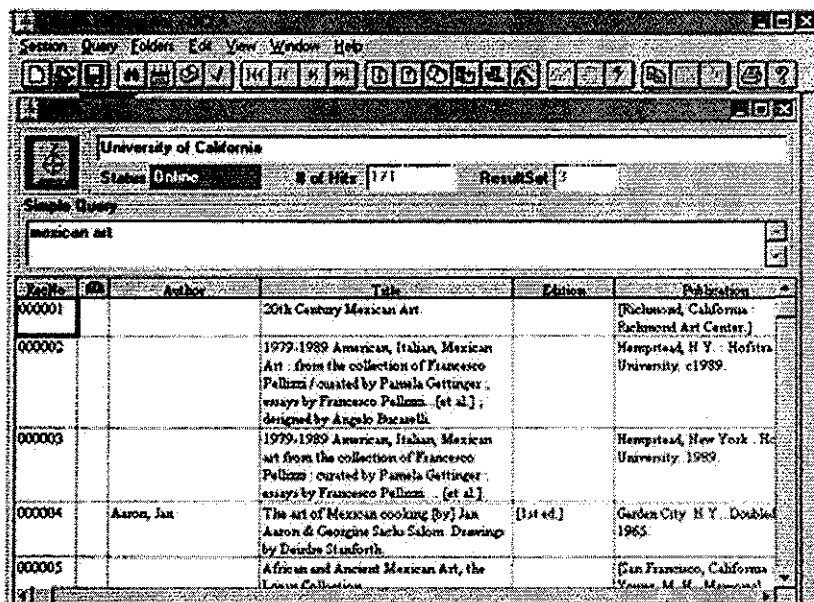 Session Query Folders Edit View Window Help
University of California
Status Online # of Hits 171 ResultSet 3
Simple Query
mexican art
RecNo Author Title Edition Publication
000001 20th Century Mexican Art. [Richmond, California :
Richmond Art Center.]
000002 1979-1989 American, Italian, Mexican Hempstead, N.Y. : Hofstra
Art : from the collection of Francesco University, c1989.
Pellizzi / curated by Pamela Gettinger ;
essays by Francesco Pellizzi... [et al.] ;
designed by Angelo Bucarelli.
000003 1979-1989 American, Italian, Mexican Hempstead, New York : Ho
art from the collection of Francesco University, 1989.
Pellizzi ; curated by Pamela Gettinger ;
essays by Francesco Pellizzi ... [et al.]
000004 Aaron, Jan The art of Mexican cooking [by] Jan [1st ed.] Garden City, N.Y., Doubled
Aaron & Georgine Sachs Salom. Drawings 1965.
by Deirdre Stanforth.
000005 African and Ancient Mexican Art, the [San Francisco, California :
Collection Young, M. H., Memorial